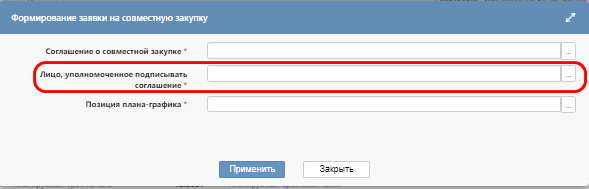 Формирование заявки на совместную закупку
Соглашение о совместной закупке *
...
Лицо, уполномоченное подписывать
соглашение *
...
Позиция плана-графика *
...
Применить Закрыть